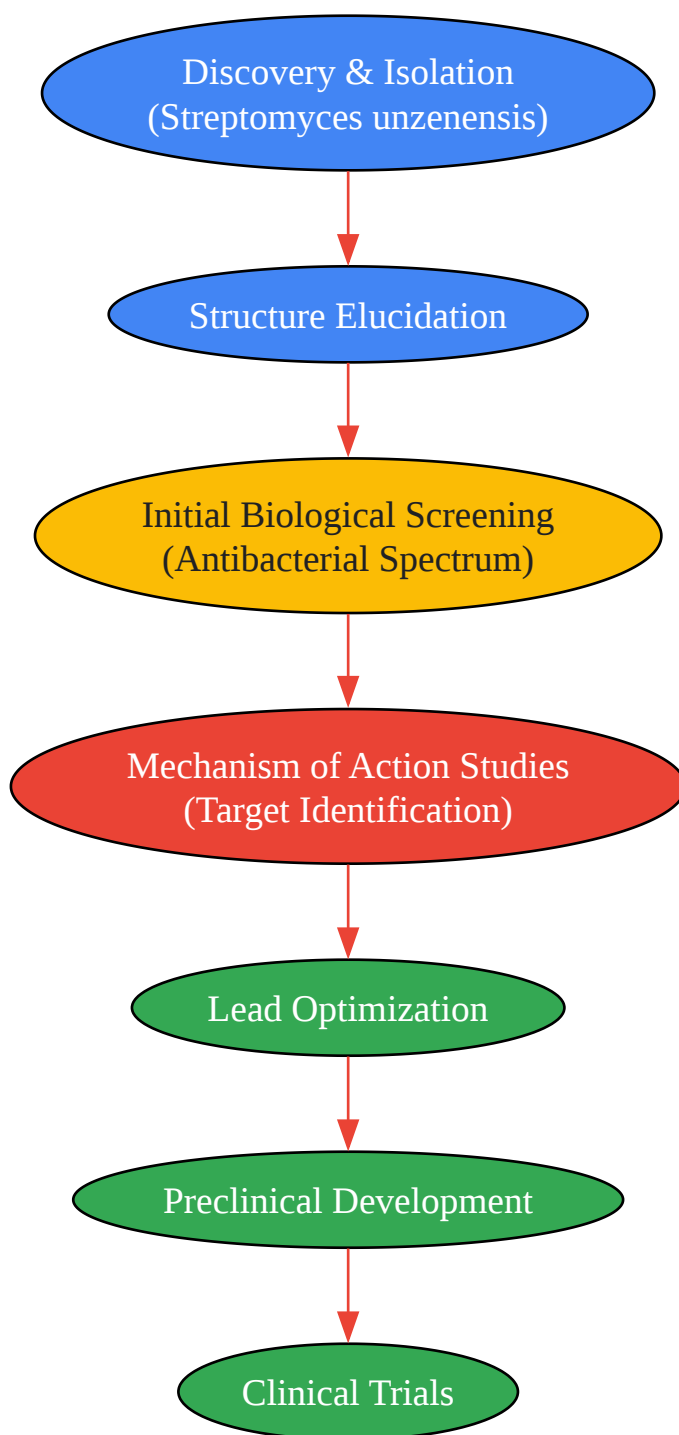 Discovery & Isolation
(Streptomyces unzenensis)
Structure Elucidation
Initial Biological Screening
(Antibacterial Spectrum)
Mechanism of Action Studies
(Target Identification)
Lead Optimization
Preclinical Development
Clinical Trials